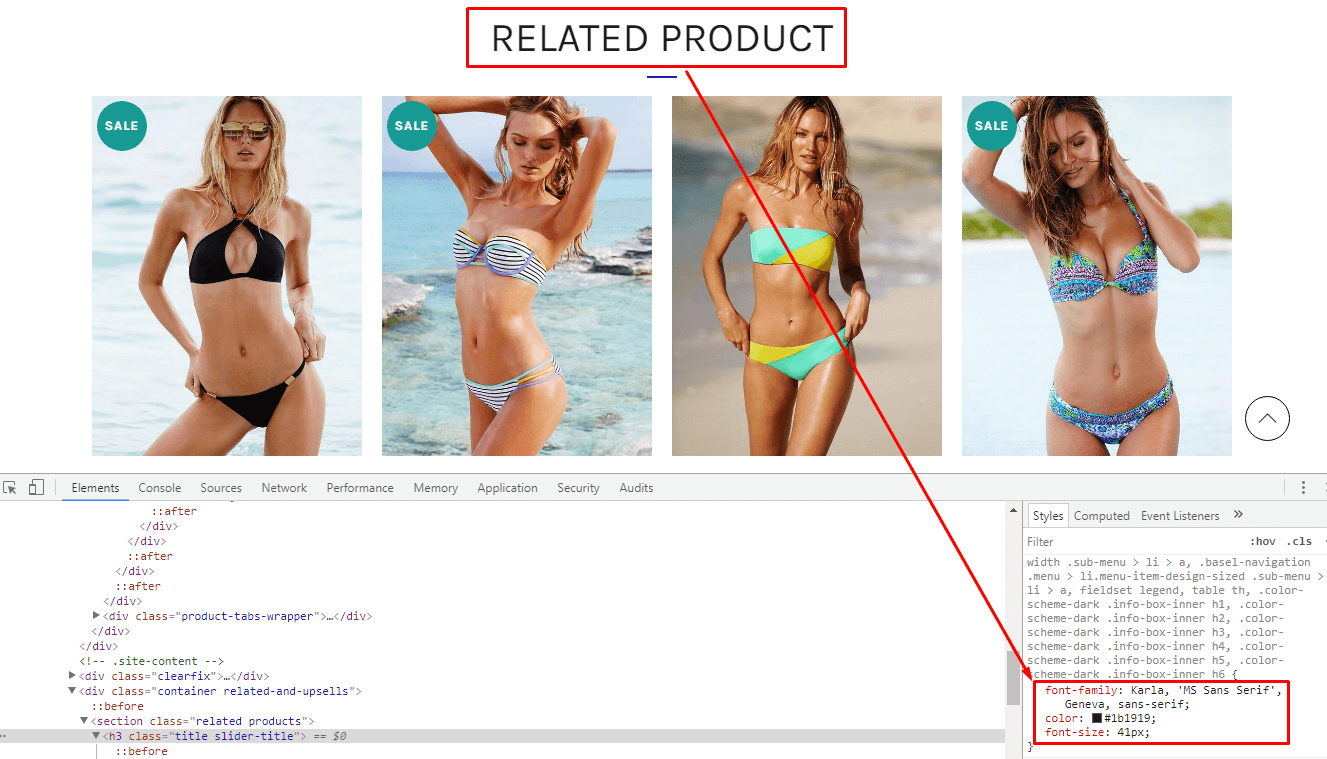 RELATED PRODUCT
SALE SALE SALE
Elements Console Sources Network Performance Memory Application Security Audits
::after
</div>
</div>
::after
</div>
::after
</div>
▶<div class="product-tabs-wrapper">…</div>
</div>
</div>
<!-- .site-content -->
▶<div class="clearfix">…</div>
▼<div class="container related-and-upsells">
::before
▼<section class="related products">
▼<h3 class="title slider-title"> == $0
::before
Styles Computed Event Listeners »
Filter :hov .cls
width .sub-menu > li > a, .basel-navigation
.menu > li.menu-item-design-sized .sub-menu >
li > a, fieldset legend, table th, .color-
scheme-dark .info-box-inner h1, .color-
scheme-dark .info-box-inner h2, .color-
scheme-dark .info-box-inner h3, .color-
scheme-dark .info-box-inner h4, .color-
scheme-dark .info-box-inner h5, .color-
scheme-dark .info-box-inner h6 {
font-family: Karla, 'MS Sans Serif',
Geneva, sans-serif;
color: #1b1919;
font-size: 41px;
}